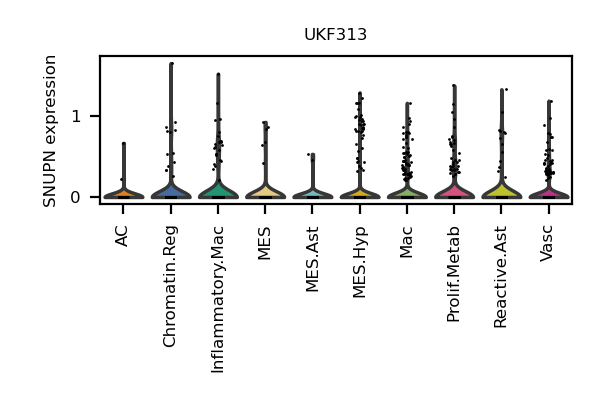 UKF313
SNUPN expression
1
0
AC
Chromatin.Reg
Inflammatory.Mac
MES
MES.Ast
MES.Hyp
Mac
Prolif.Metab
Reactive.Ast
Vasc